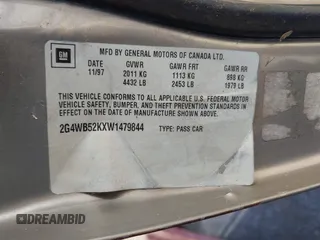 GM
MFD BY GENERAL MOTORS OF CANADA LTD.
DATE GVWR GAWR FRT GAWR RR
11/97 2011 KG 1113 KG 898 KG
4432 LB 2453 LB 1979 LB
THIS VEHICLE CONFORMS TO ALL APPLICABLE U.S. FEDERAL
SAFETY, BUMPER, AND THEFT PREVENTION STANDARDS IN
EFFECT ON THE DATE OF MANUFACTURE SHOWN ABOVE.
2G4WB52KXW1479844 TYPE: PASS CAR
DREAMBID